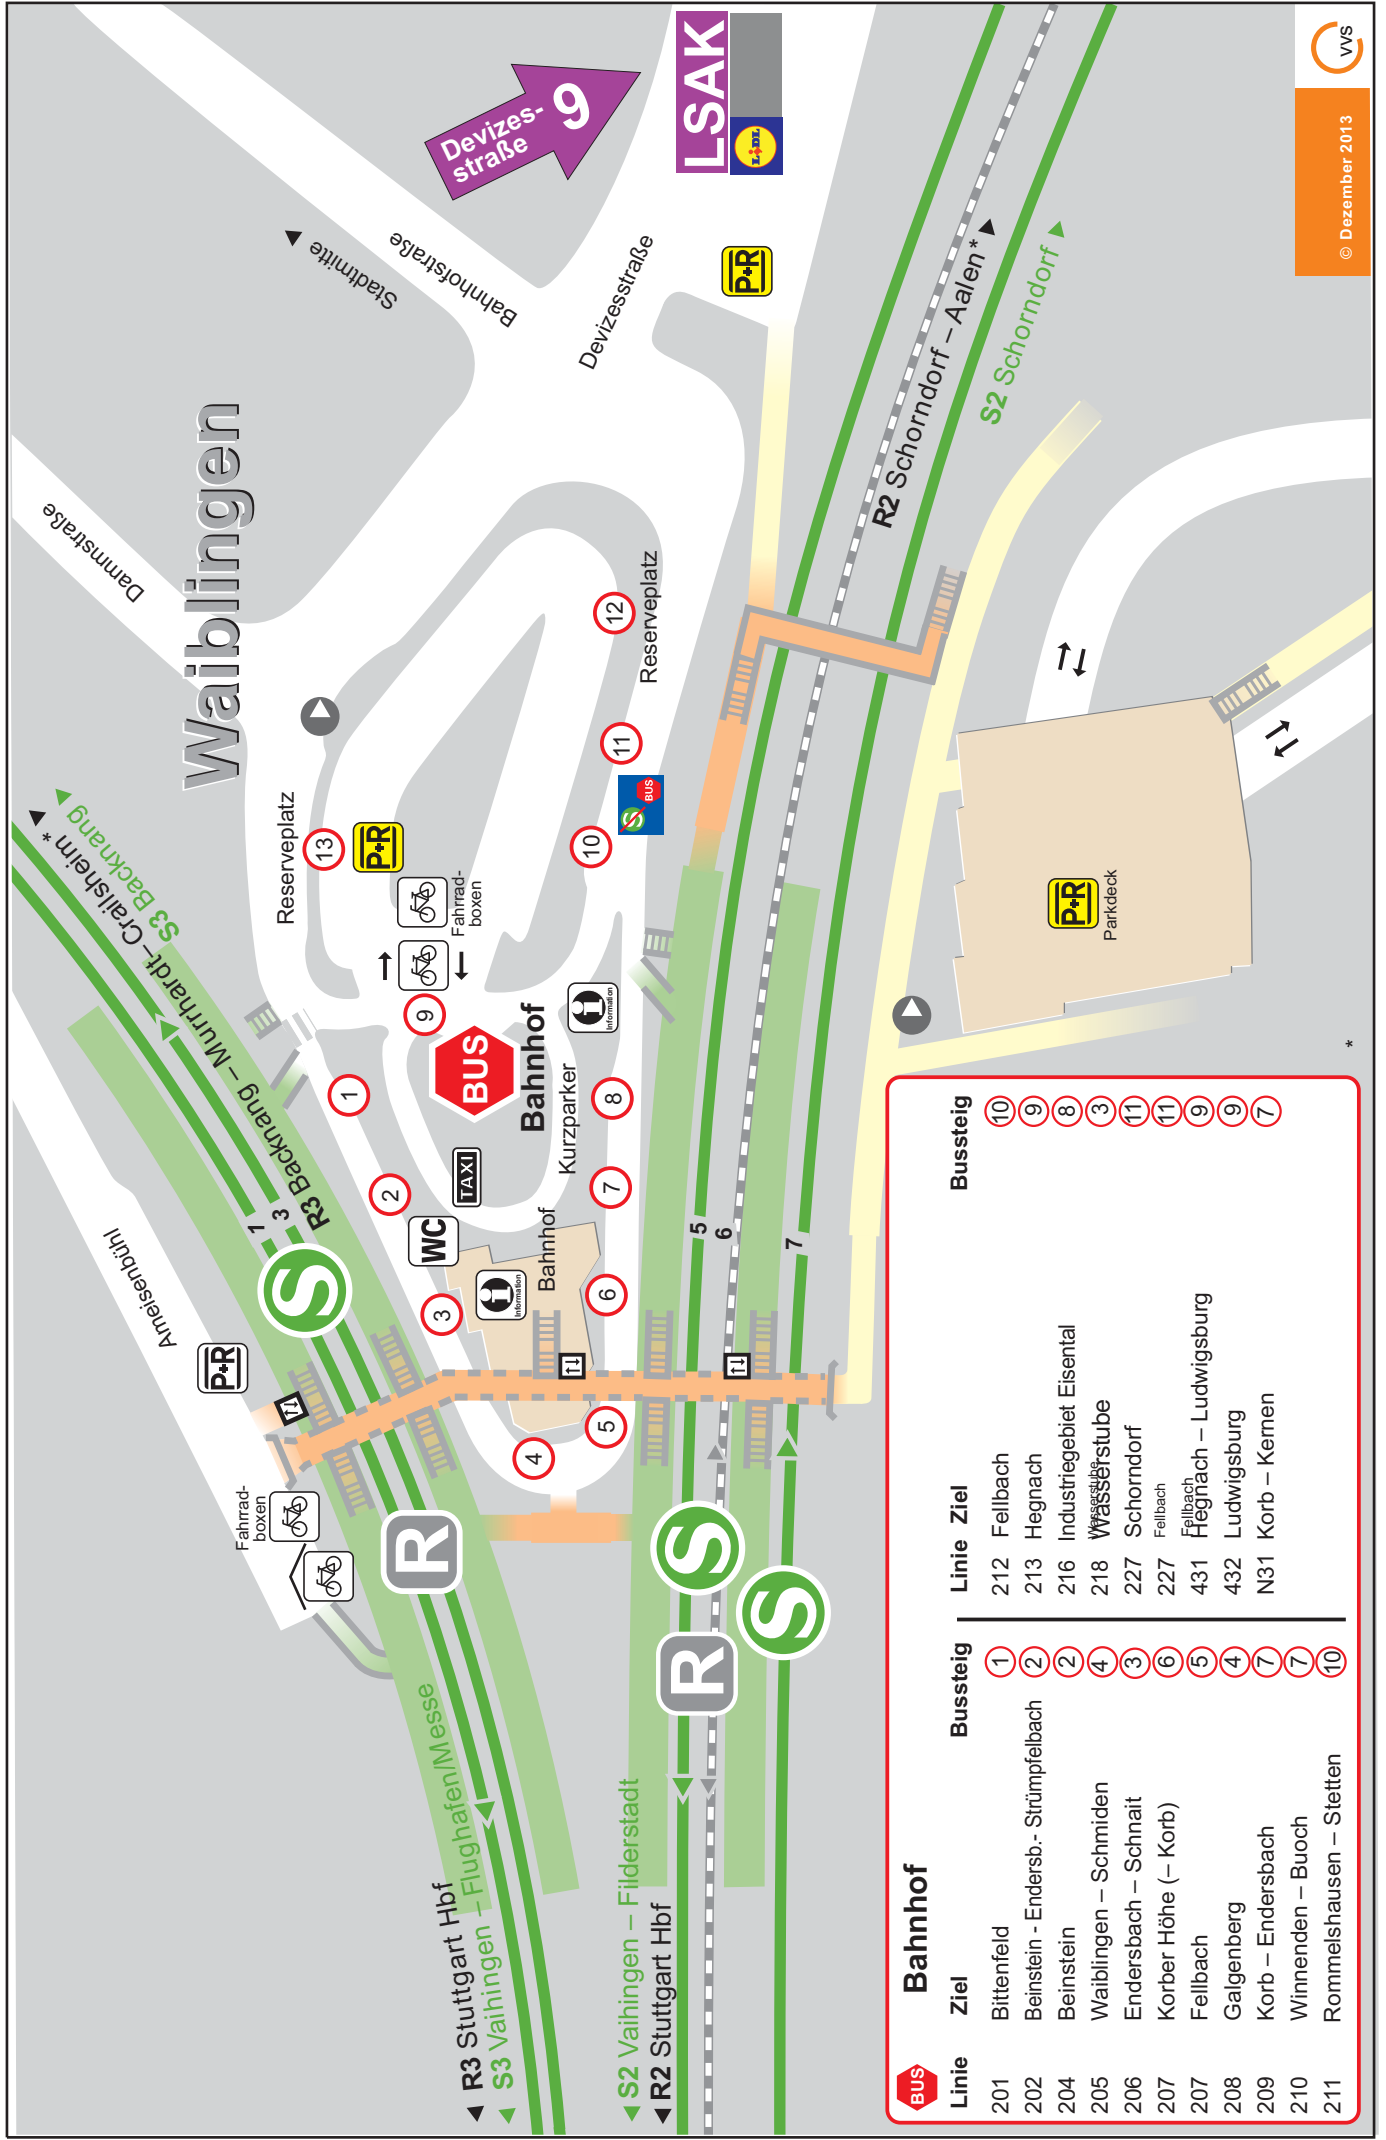 Waiblingen
Dammstraße
Stadtmitte
Bahnhofstraße
Devizes-
straße
9
LSAK
LIDL
Devizesstraße
P+R
R2 Schorndorf – Aalen *
S2 Schorndorf
© Dezember 2013
VVS
S3 Backnang
R3 Backnang – Murrhardt – Crailsheim *
Ameisenbühl
P+R
Fahrrad-
boxen
1
3
S
R
Reserveplatz
13
P+R
Fahrrad-
boxen
9
1
2
3
4
5
6
7
8
10
11
12
Reserveplatz
S
BUS
BUS
Bahnhof
Kurzparker
Information
TAXI
WC
Information
Bahnhof
5
6
7
S
S
R
P+R
Parkdeck
R3 Stuttgart Hbf
S3 Vaihingen – Flughafen/Messe
S2 Vaihingen – Filderstadt
R2 Stuttgart Hbf
*
BUS
Bahnhof
Linie Ziel Bussteig
201 Bittenfeld 1
202 Beinstein - Endersb.- Strümpfelbach 2
204 Beinstein 2
205 Waiblingen – Schmiden 4
206 Endersbach – Schnait 3
207 Korber Höhe (– Korb) 6
207 Fellbach 5
208 Galgenberg 4
209 Korb – Endersbach 7
210 Winnenden – Buoch 7
211 Rommelshausen – Stetten 10
Linie Ziel Bussteig
212 Fellbach 10
213 Hegnach 9
216 Industriegebiet Eisental 8
Wasserstube
218 Wasserstube 3
227 Schorndorf 11
227 Fellbach 11
Fellbach
431 Hegnach – Ludwigsburg 9
432 Ludwigsburg 9
N31 Korb – Kernen 7